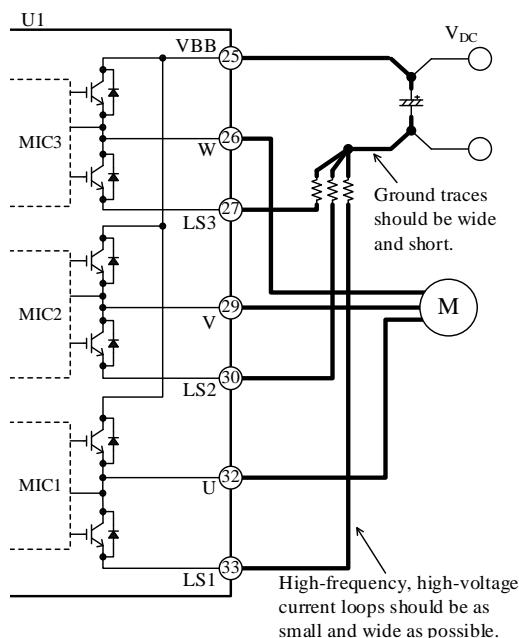 U1
VBB
25
V_DC
MIC3
26
W
27
LS3
Ground traces
should be wide
and short.
MIC2
29
V
M
30
LS2
MIC1
32
U
33
LS1
High-frequency, high-voltage
current loops should be as
small and wide as possible.